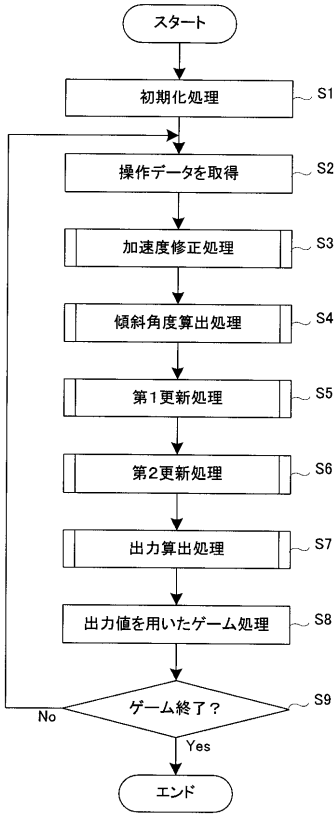 スタート
初期化処理
S1
操作データを取得
S2
加速度修正処理
S3
傾斜角度算出処理
S4
第1更新処理
S5
第2更新処理
S6
出力算出処理
S7
出力値を用いたゲーム処理
S8
ゲーム終了?
S9
No
Yes
エンド